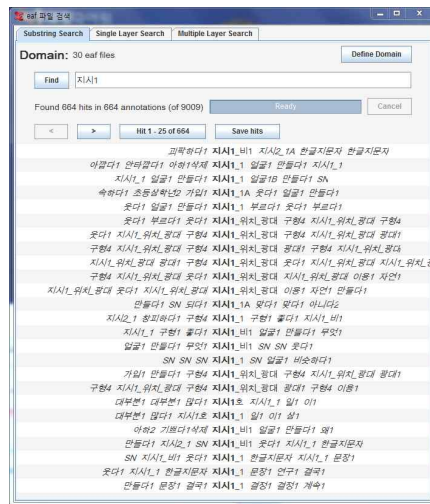 eaf 파일 검색
Substring Search Single Layer Search Multiple Layer Search
Domain: 30 eaf files Define Domain
Find 지시1
Found 664 hits in 664 annotations (of 9009) Ready Cancel
< > Hit 1 - 25 of 664 Save hits
괴팍하다1 지시1_비1 지시2_1A 한글지문자 한글지문자
아깝다1 안타깝다1 아하1삭제 지시1_1 얼굴1 만들다1 지시1_1
지시1_1 얼굴1 만들다1 지시1_1 얼굴1B 만들다1 SN
속하다1 초등살학년2 가입1 지시1_1A 웃다1 얼굴1 만들다1
웃다1 얼굴1 만들다1 지시1_1 부르다1 웃다1 부르다1
웃다1 부르다1 웃다1 지시1_위치_광대 구형4 지시1_위치_광대 구형4
웃다1 지시1_위치_광대 구형4 지시1_위치_광대 구형4 지시1_위치_광대 광대1
구형4 지시1_위치_광대 구형4 지시1_위치_광대 광대1 구형4 지시1_위치_광대
지시1_위치_광대 광대1 구형4 지시1_위치_광대 웃다1 지시1_위치_광대 지시1_위치_광
구형4 지시1_위치_광대 웃다1 지시1_위치_광대 지시1_위치_광대 이용1 자연1
지시1_위치_광대 웃다1 지시1_위치_광대 지시1_위치_광대 이용1 자연1 만들다1
만들다1 SN 되다1 지시1_1A 맞다1 맞다1 아니다2
지시2_1 창피하다1 구형4 지시1_1 구형1 좋다1 지시1_비1
지시1_1 구형1 좋다1 지시1_비1 얼굴1 만들다1 무엇1
얼굴1 만들다1 무엇1 지시1_비1 SN SN 웃다1
SN SN SN 지시1_1 SN 얼굴1 비슷하다1
가입1 만들다1 구형4 지시1_위치_광대 구형4 지시1_위치_광대 광대1
구형4 지시1_위치_광대 구형4 지시1_위치_광대 광대1 구형4 이용1
대부분1 대부분1 많다1 지시1호 지시1_1 일1 이1
대부분1 많다1 지시1호 지시1_1 일1 이1 삼1
아하2 기쁘다1삭제 지시1_비1 얼굴1 만들다1 왜1
만들다1 지시2_1 SN 지시1_비1 웃다1 지시1_1 한글지문자
SN 지시1_비1 웃다1 지시1_1 한글지문자 지시1_1 문장1
웃다1 지시1_1 한글지문자 지시1_1 문장1 연구1 결국1
만들다1 문장1 결국1 지시1_1 결정1 결정1 계속1